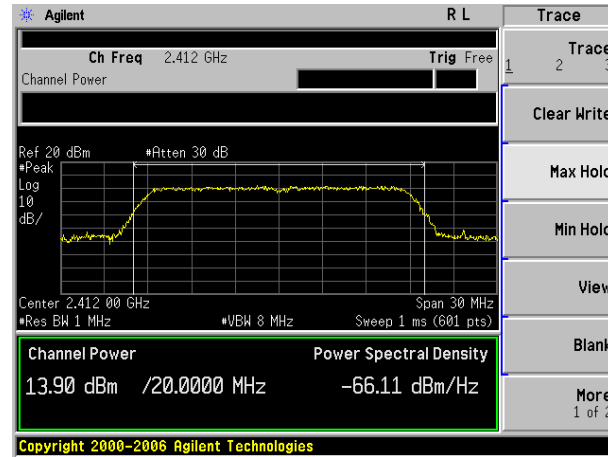 Agilent R L Trace
Ch Freq 2.412 GHz Trig Free
Channel Power
Trace
1 2 3
Clear Write
Max Hold
Min Hold
View
Blank
More
1 of 2
Ref 20 dBm #Atten 30 dB
#Peak
Log
10
dB/
Center 2.412 00 GHz Span 30 MHz
#Res BW 1 MHz #VBW 8 MHz Sweep 1 ms (601 pts)
Channel Power Power Spectral Density
13.90 dBm /20.0000 MHz -66.11 dBm/Hz
Copyright 2000-2006 Agilent Technologies